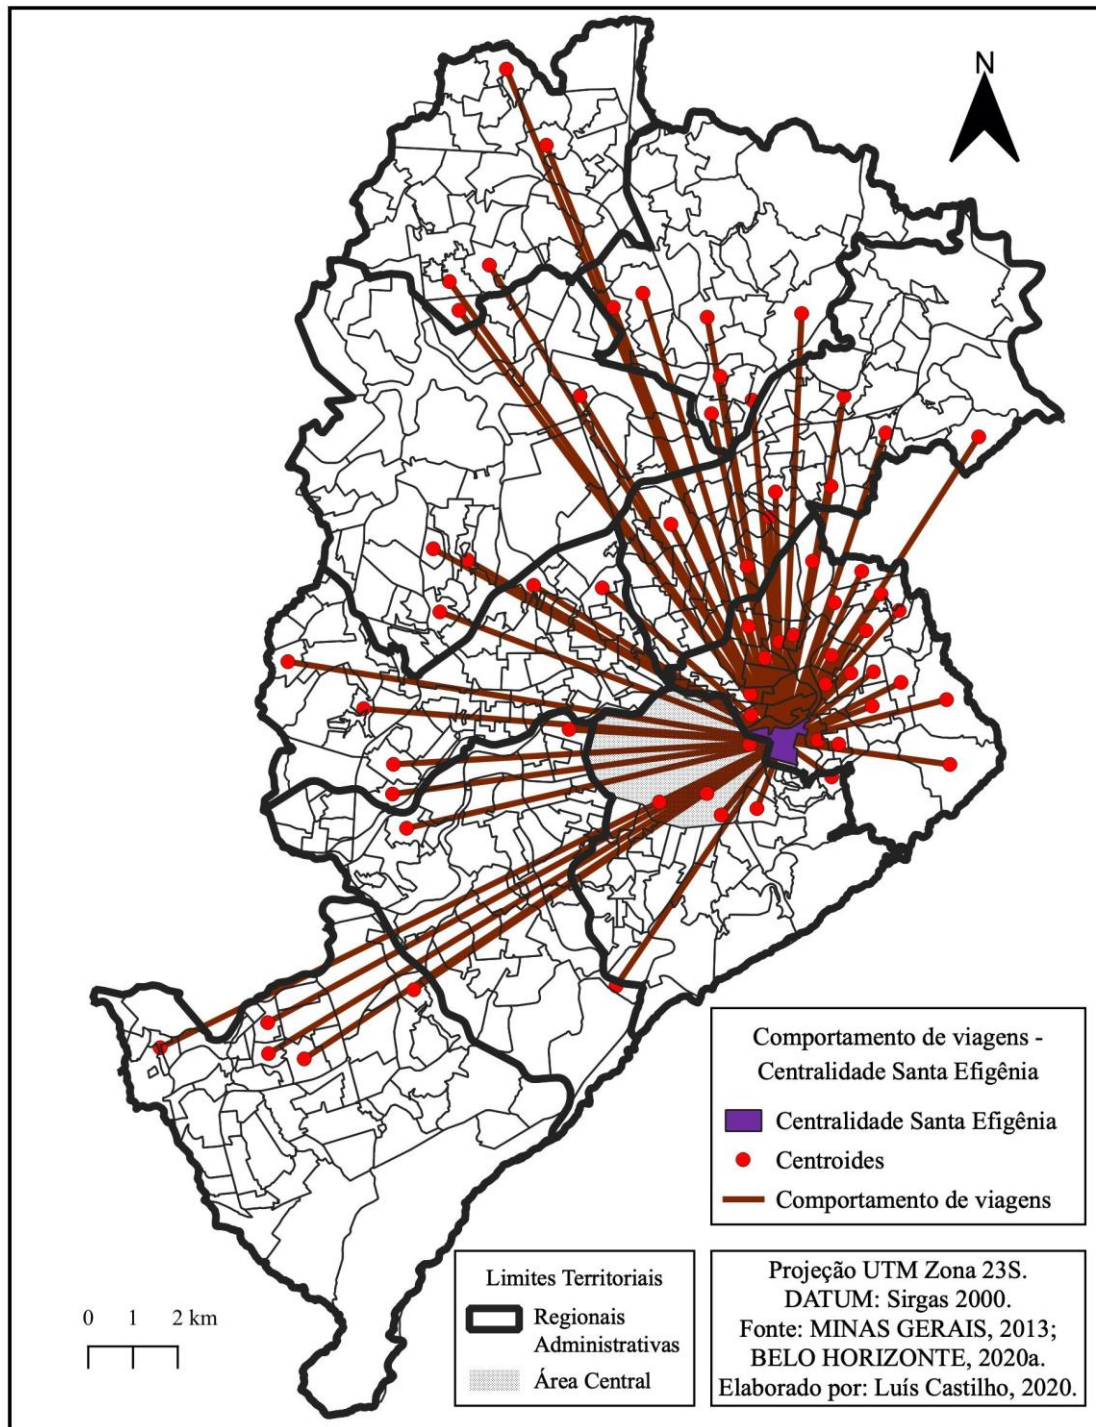 N
Comportamento de viagens -
Centralidade Santa Efigênia
Centralidade Santa Efigênia
Centroides
Comportamento de viagens
Limites Territoriais
Regionais
Administrativas
Área Central
0 1 2 km
Projeção UTM Zona 23S.
DATUM: Sirgas 2000.
Fonte: MINAS GERAIS, 2013;
BELO HORIZONTE, 2020a.
Elaborado por: Luís Castilho, 2020.